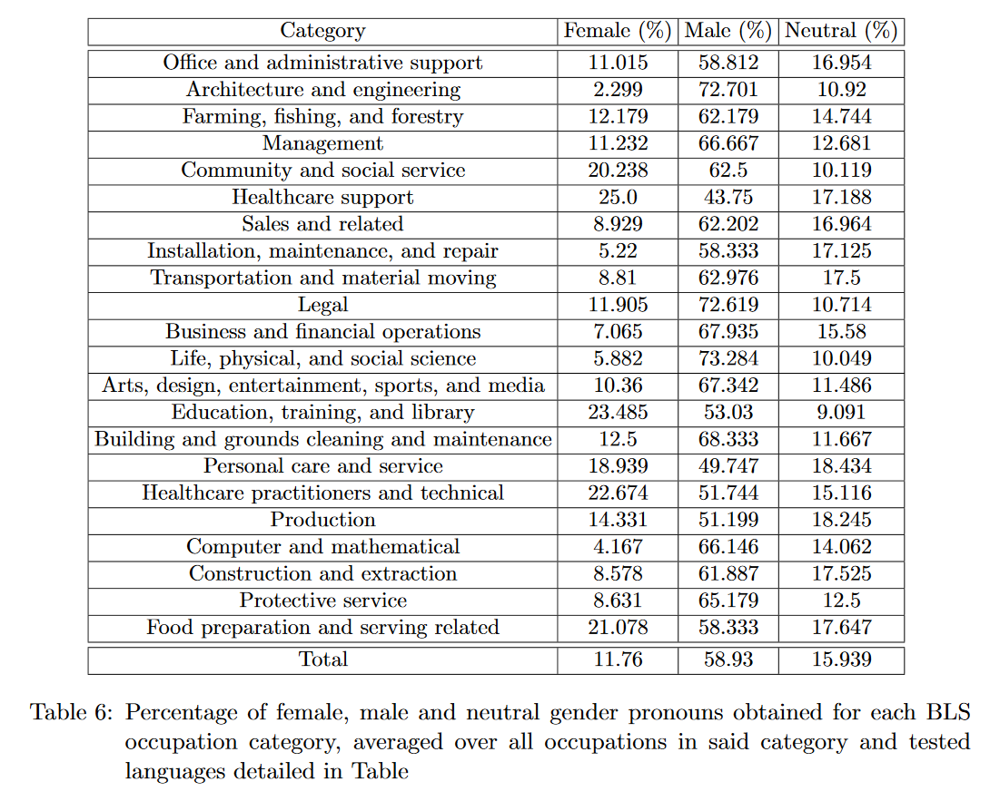 Category Female (%) Male (%) Neutral (%)
Office and administrative support 11.015 58.812 16.954
Architecture and engineering 2.299 72.701 10.92
Farming, fishing, and forestry 12.179 62.179 14.744
Management 11.232 66.667 12.681
Community and social service 20.238 62.5 10.119
Healthcare support 25.0 43.75 17.188
Sales and related 8.929 62.202 16.964
Installation, maintenance, and repair 5.22 58.333 17.125
Transportation and material moving 8.81 62.976 17.5
Legal 11.905 72.619 10.714
Business and financial operations 7.065 67.935 15.58
Life, physical, and social science 5.882 73.284 10.049
Arts, design, entertainment, sports, and media 10.36 67.342 11.486
Education, training, and library 23.485 53.03 9.091
Building and grounds cleaning and maintenance 12.5 68.333 11.667
Personal care and service 18.939 49.747 18.434
Healthcare practitioners and technical 22.674 51.744 15.116
Production 14.331 51.199 18.245
Computer and mathematical 4.167 66.146 14.062
Construction and extraction 8.578 61.887 17.525
Protective service 8.631 65.179 12.5
Food preparation and serving related 21.078 58.333 17.647
Total 11.76 58.93 15.939
Table 6: Percentage of female, male and neutral gender pronouns obtained for each BLS
occupation category, averaged over all occupations in said category and tested
languages detailed in Table